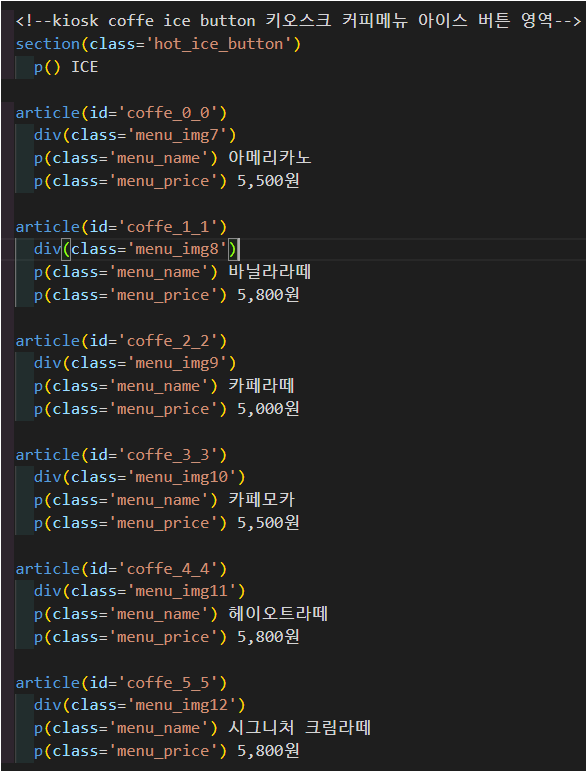 <!--kiosk coffe ice button 키오스크 커피메뉴 아이스 버튼 영역-->
section(class='hot_ice_button')
p() ICE
article(id='coffe_0_0')
div(class='menu_img7')
p(class='menu_name') 아메리카노
p(class='menu_price') 5,500원
article(id='coffe_1_1')
div(class='menu_img8')
p(class='menu_name') 바닐라라떼
p(class='menu_price') 5,800원
article(id='coffe_2_2')
div(class='menu_img9')
p(class='menu_name') 카페라떼
p(class='menu_price') 5,000원
article(id='coffe_3_3')
div(class='menu_img10')
p(class='menu_name') 카페모카
p(class='menu_price') 5,500원
article(id='coffe_4_4')
div(class='menu_img11')
p(class='menu_name') 헤이오트라떼
p(class='menu_price') 5,800원
article(id='coffe_5_5')
div(class='menu_img12')
p(class='menu_name') 시그니처 크림라떼
p(class='menu_price') 5,800원